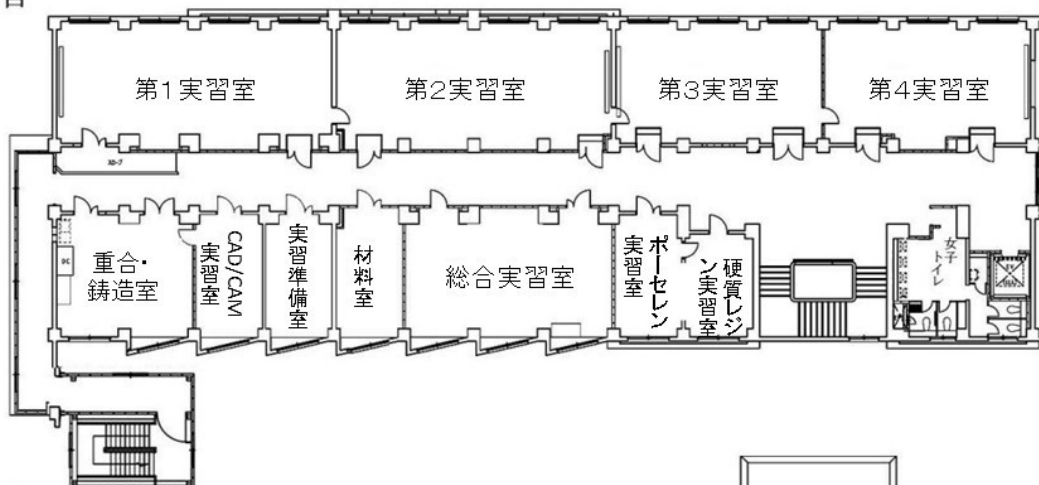 第1実習室
第2実習室
第3実習室
第4実習室
重合・
鋳造室
CAD/CAM
実習室
実習準備室
材料室
総合実習室
ポーセレン
実習室
硬質レジ
ン実習室
女子
トイレ